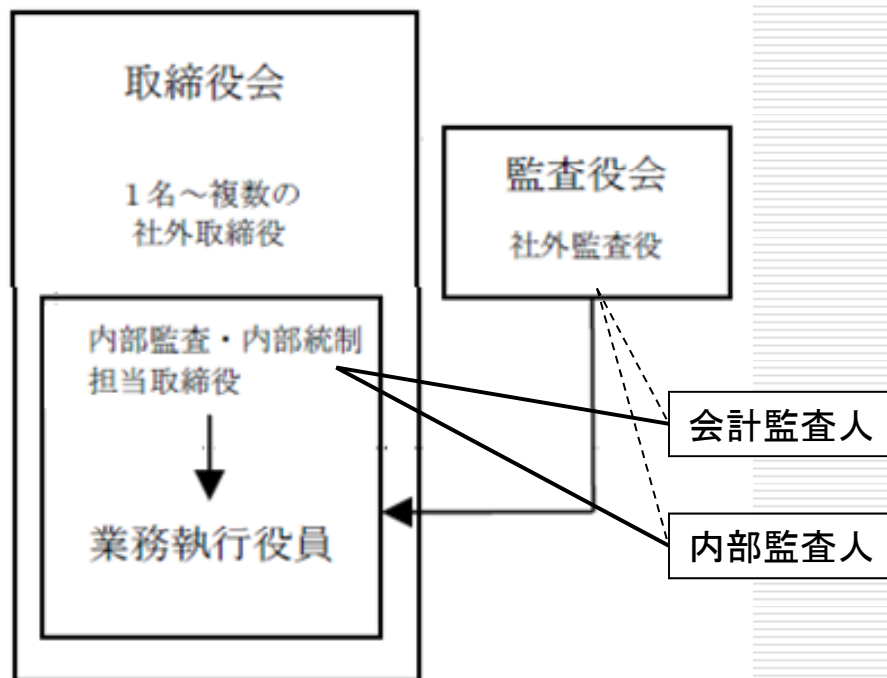 取締役会
1名～複数の
社外取締役
内部監査・内部統制
担当取締役
業務執行役員
監査役会
社外監査役
会計監査人
内部監査人